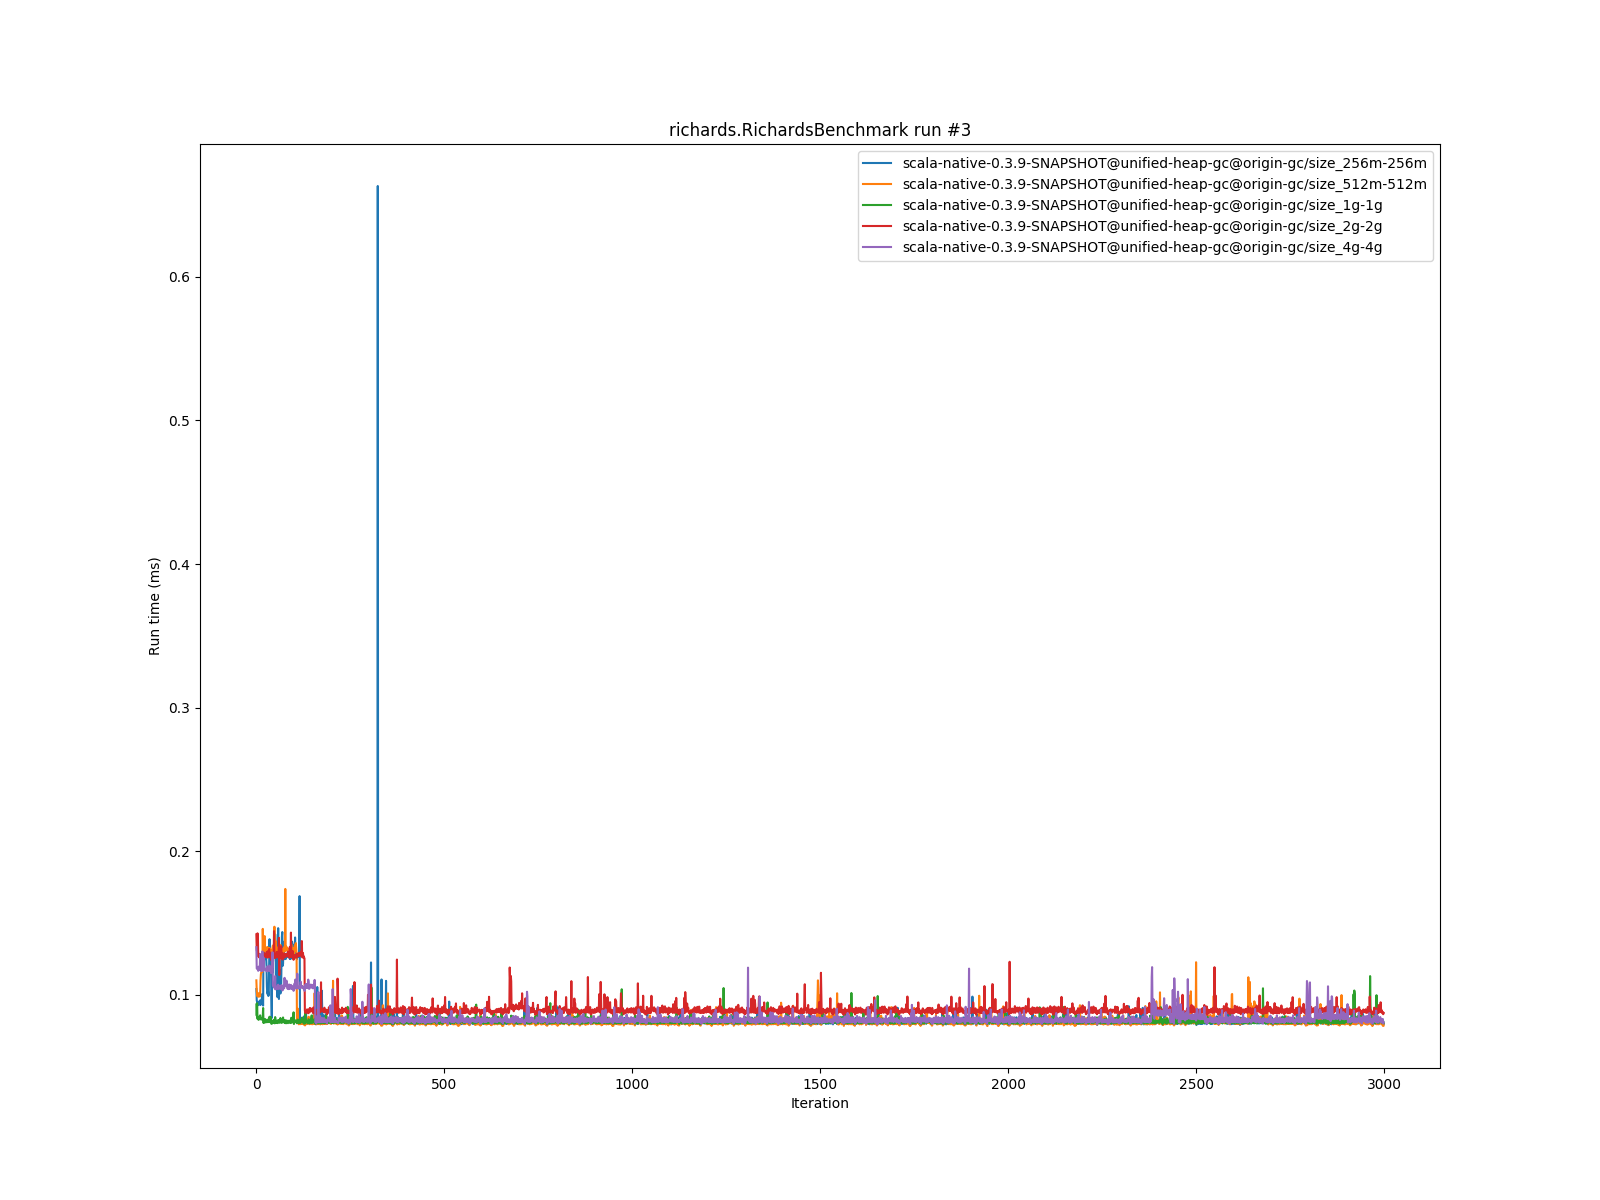 richards.RichardsBenchmark run #3
scala-native-0.3.9-SNAPSHOT@unified-heap-gc@origin-gc/size_256m-256m
scala-native-0.3.9-SNAPSHOT@unified-heap-gc@origin-gc/size_512m-512m
scala-native-0.3.9-SNAPSHOT@unified-heap-gc@origin-gc/size_1g-1g
scala-native-0.3.9-SNAPSHOT@unified-heap-gc@origin-gc/size_2g-2g
scala-native-0.3.9-SNAPSHOT@unified-heap-gc@origin-gc/size_4g-4g
0.6
0.5
0.4
0.3
0.2
0.1
Run time (ms)
0 500 1000 1500 2000 2500 3000
Iteration